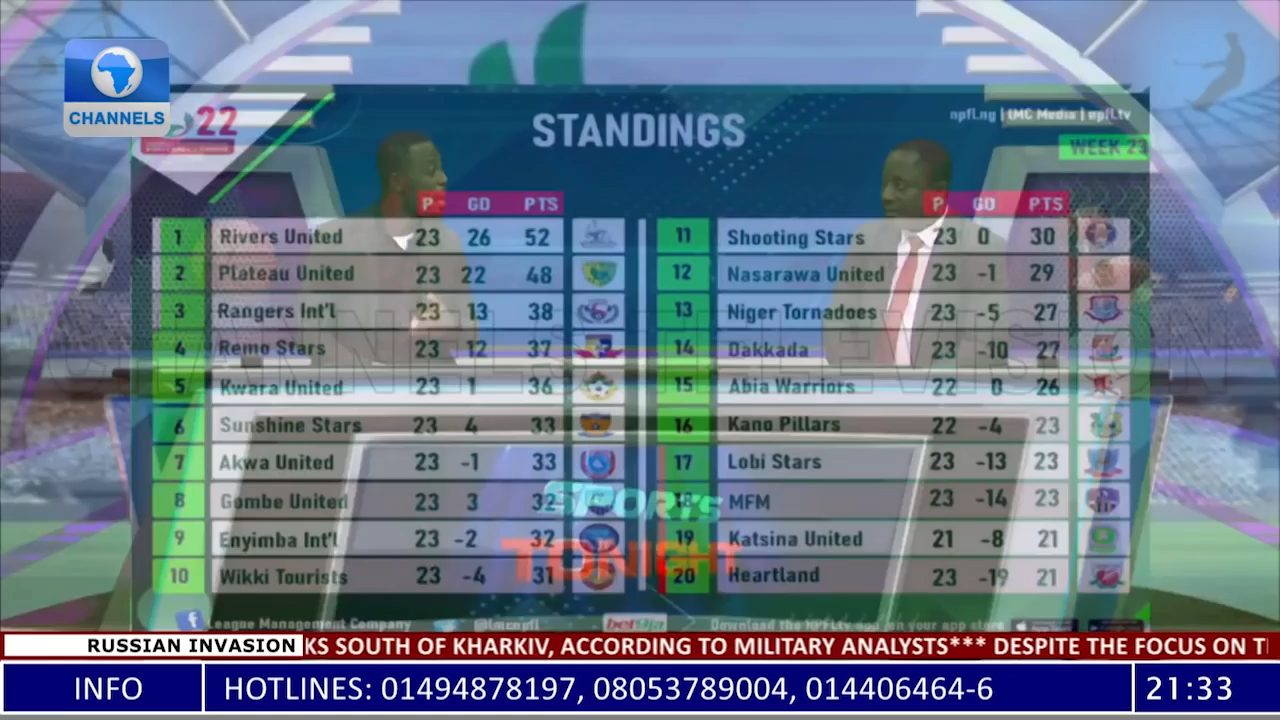 CHANNELS
22
STANDINGS
npfl.ng | LMC Media | npfl.tv
WEEK 23
P GD PTS
1 Rivers United 23 26 52
2 Plateau United 23 22 48
3 Rangers Int'l 23 13 38
4 Remo Stars 23 12 37
5 Kwara United 23 1 36
6 Sunshine Stars 23 4 33
7 Akwa United 23 -1 33
8 Gombe United 23 3 32
9 Enyimba Int'l 23 -2 32
10 Wikki Tourists 23 -4 31
P GD PTS
11 Shooting Stars 23 0 30
12 Nasarawa United 23 -1 29
13 Niger Tornadoes 23 -5 27
14 Dakkada 23 -10 27
15 Abia Warriors 22 0 26
16 Kano Pillars 22 -4 23
17 Lobi Stars 23 -13 23
18 MFM 23 -14 23
19 Katsina United 21 -8 21
20 Heartland 23 -19 21
CHANNELS TELEVISION
SPORTS
TONIGHT
League Management Company
@lmcnpfl
bet9ja
Download the NPFL.tv app on your app store
RUSSIAN INVASION KS SOUTH OF KHARKIV, ACCORDING TO MILITARY ANALYSTS*** DESPITE THE FOCUS ON
INFO HOTLINES: 01494878197, 08053789004, 014406464-6 21:33